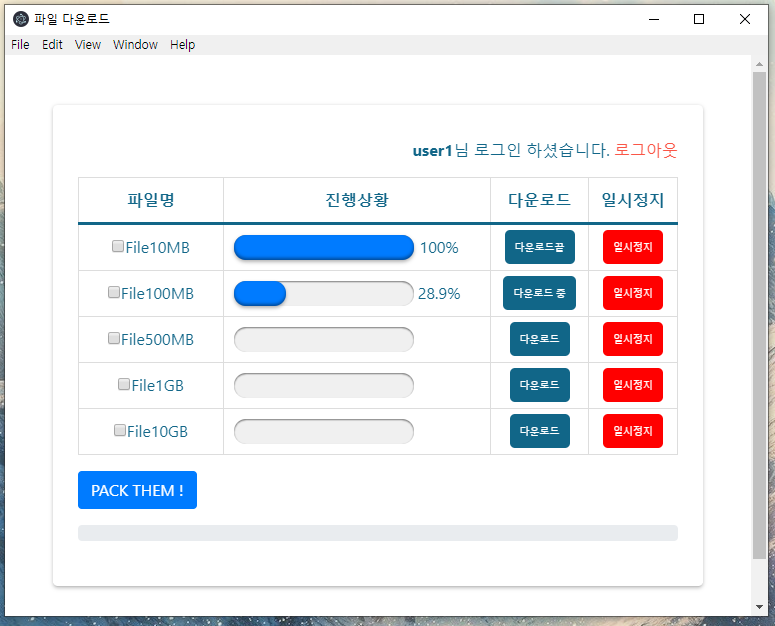 파일 다운로드
File Edit View Window Help
user1님 로그인 하셨습니다. 로그아웃
파일명 진행상황 다운로드 일시정지
File10MB 100% 다운로드끝 일시정지
File100MB 28.9% 다운로드 중 일시정지
File500MB 다운로드 일시정지
File1GB 다운로드 일시정지
File10GB 다운로드 일시정지
PACK THEM !